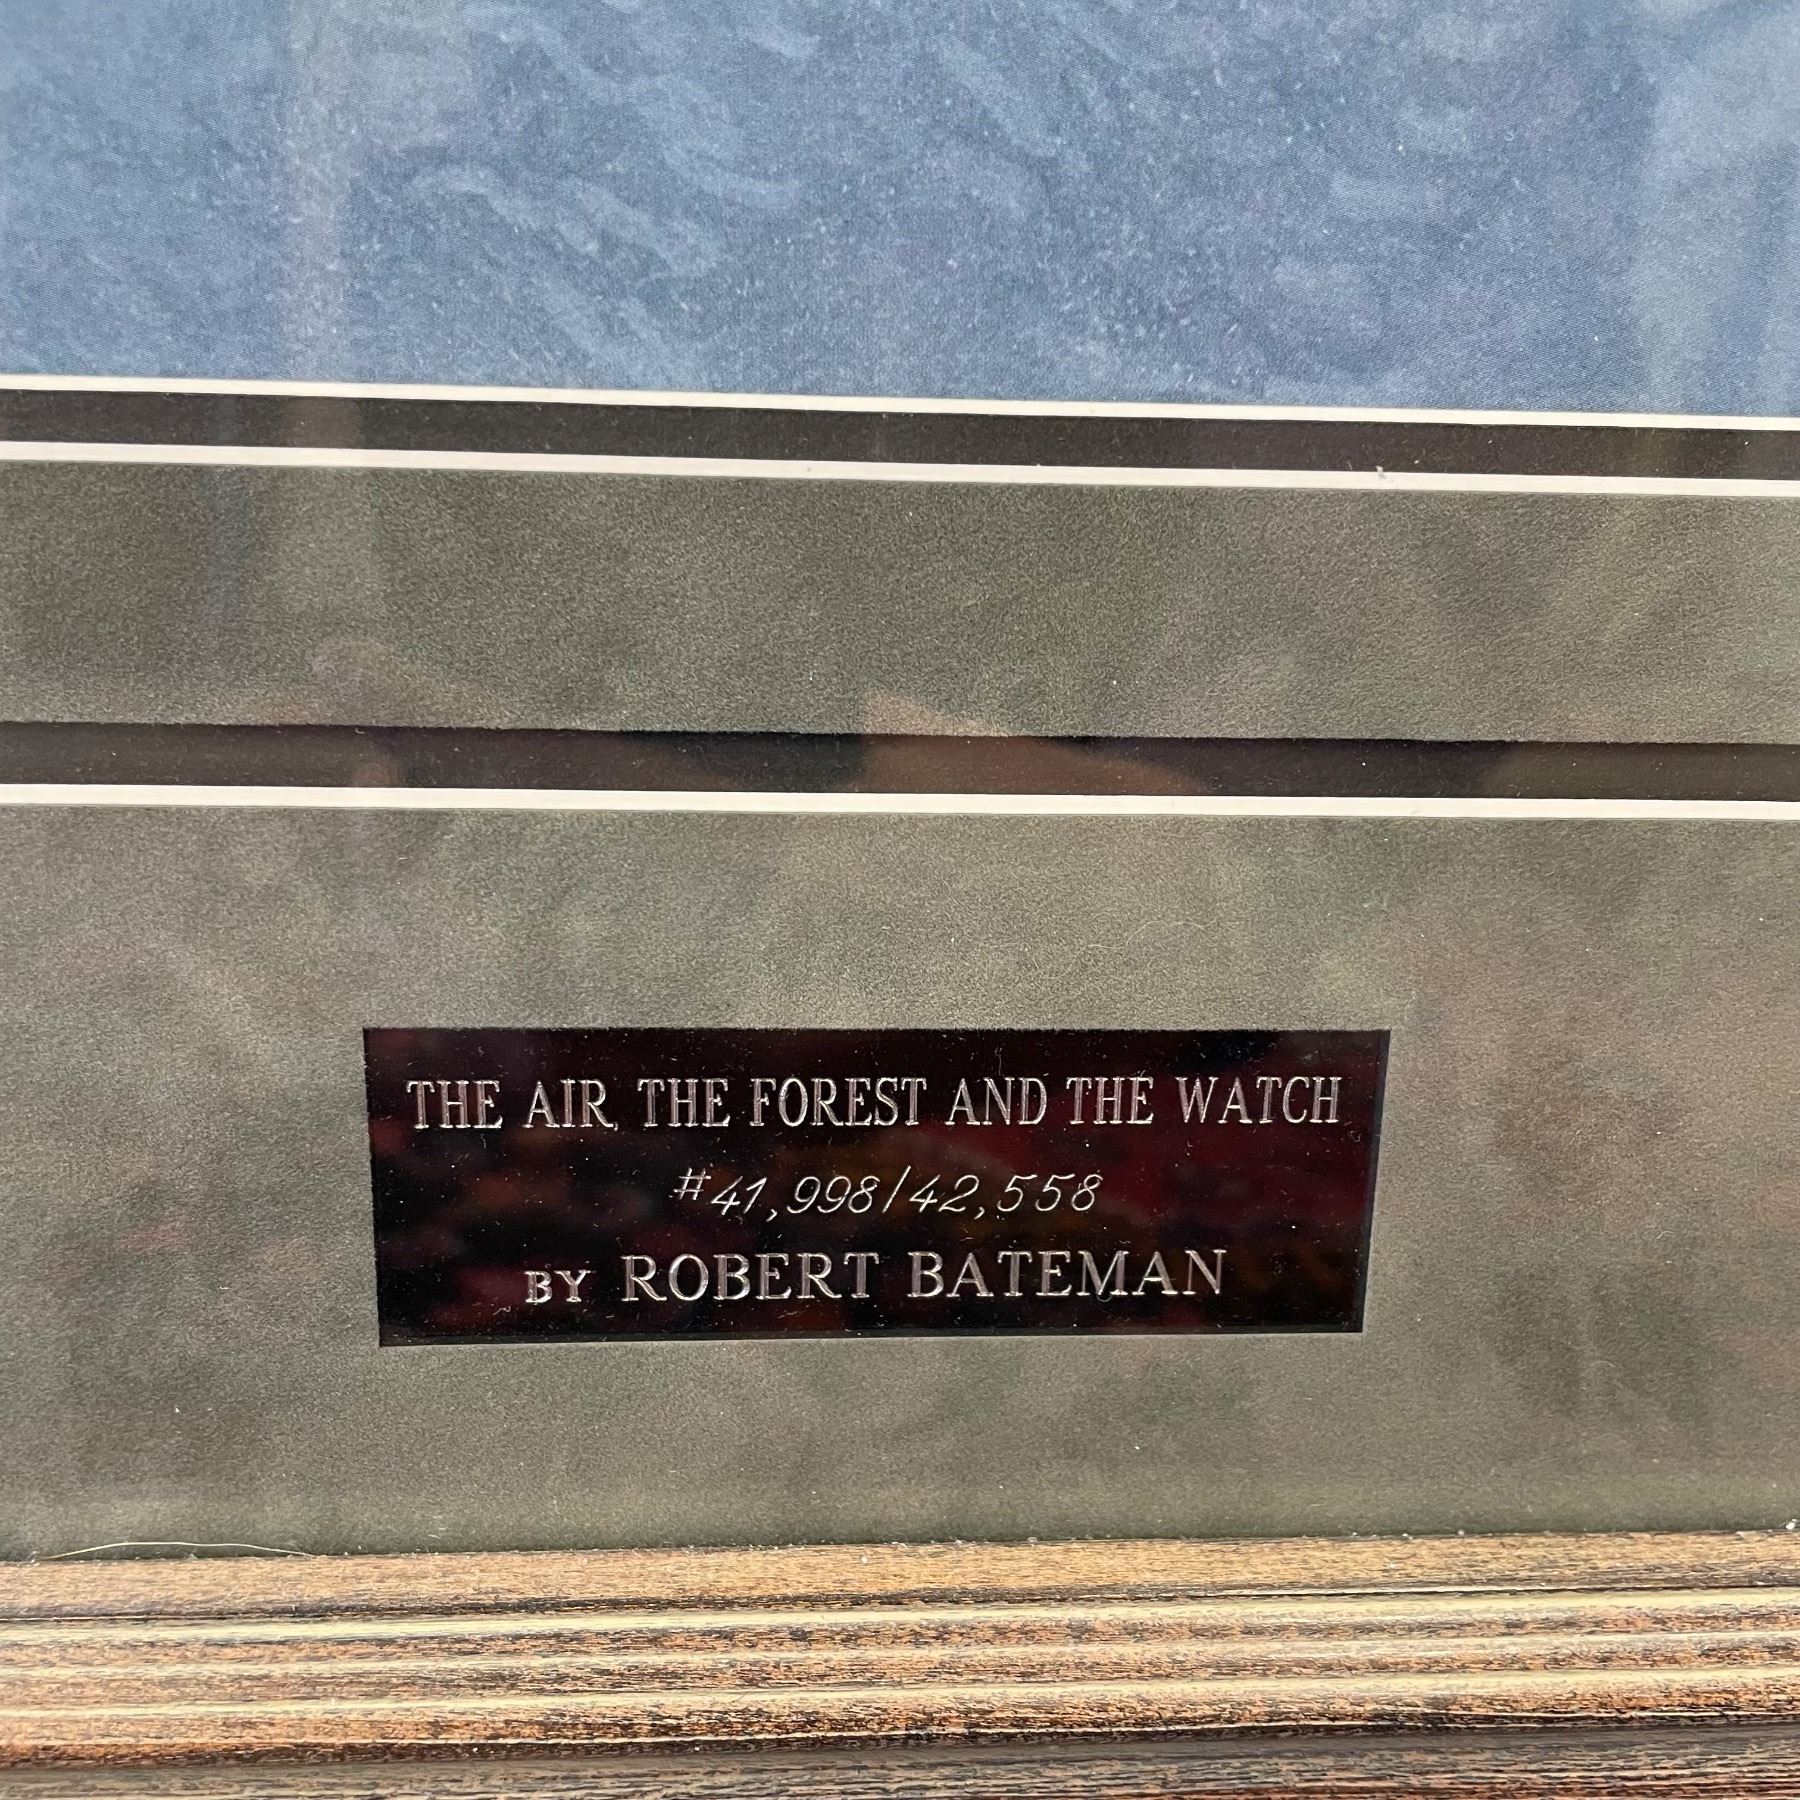 THE AIR, THE FOREST AND THE WATCH
#41,998/42,558
BY ROBERT BATEMAN